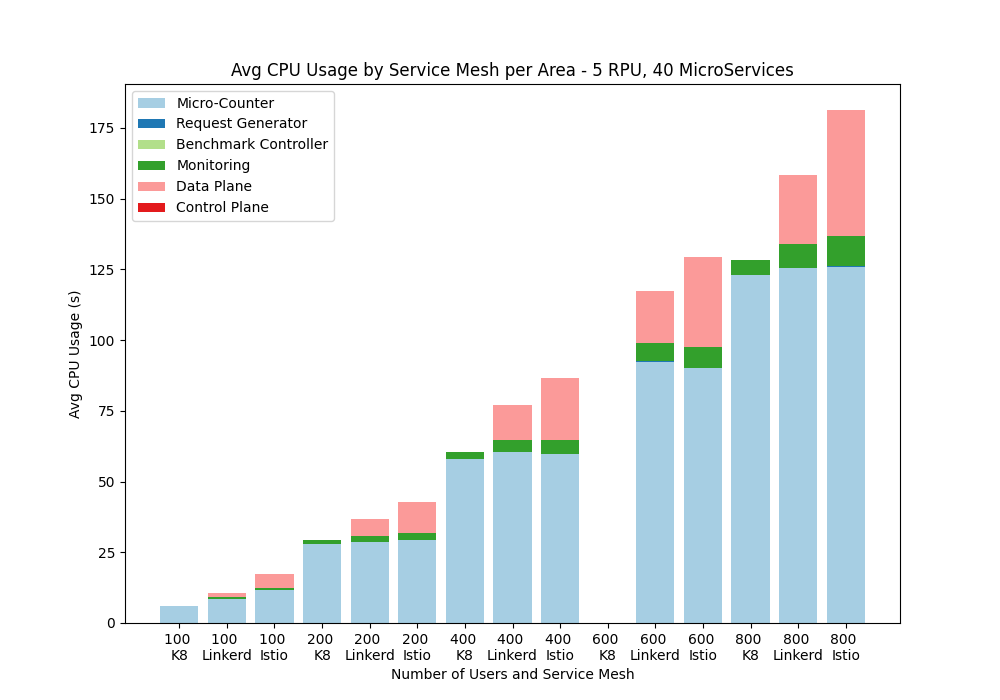 Avg CPU Usage by Service Mesh per Area - 5 RPU, 40 MicroServices
Micro-Counter
Request Generator
Benchmark Controller
Monitoring
Data Plane
Control Plane
Avg CPU Usage (s)
175
150
125
100
75
50
25
0
100 100 100 200 200 200 400 400 400 600 600 600 800 800 800
K8 Linkerd Istio K8 Linkerd Istio K8 Linkerd Istio K8 Linkerd Istio K8 Linkerd Istio
Number of Users and Service Mesh